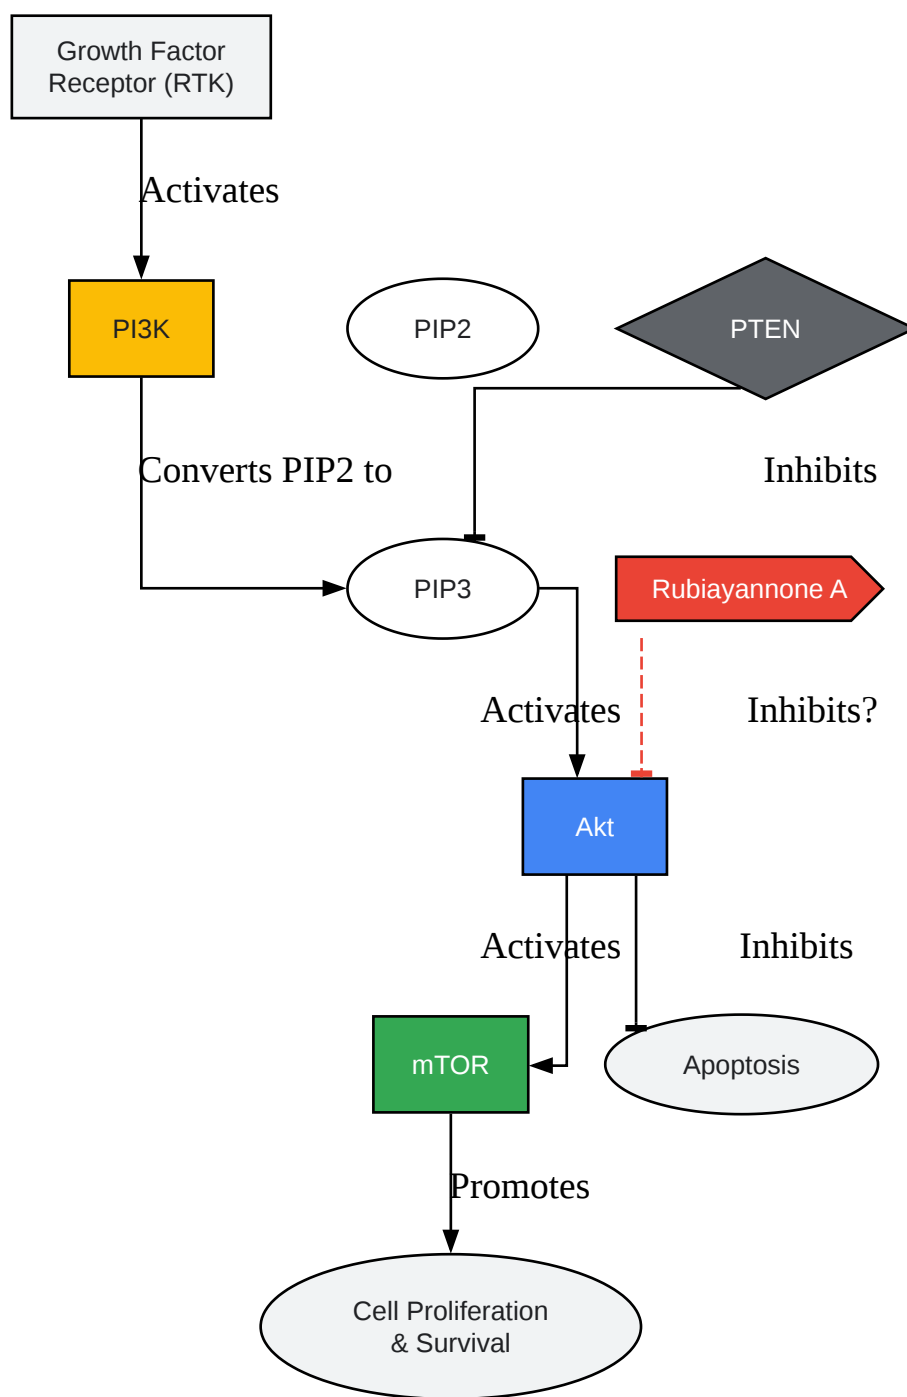 Growth Factor
Receptor (RTK)
Activates
PI3K
PIP2
PTEN
Converts PIP2 to
Inhibits
PIP3
Rubiayannone A
Activates
Inhibits?
Akt
Activates
Inhibits
mTOR
Apoptosis
Promotes
Cell Proliferation
& Survival